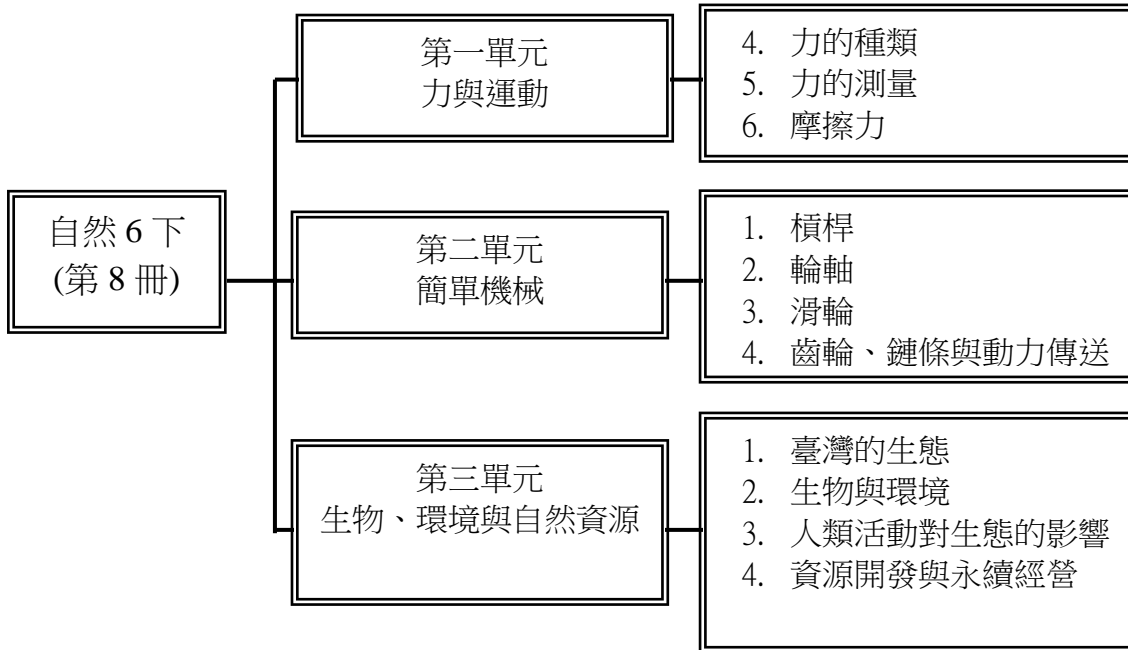 自然 6 下
(第 8 冊)
第一單元
力與運動
4. 力的種類
5. 力的測量
6. 摩擦力
第二單元
簡單機械
1. 槓桿
2. 輪軸
3. 滑輪
4. 齒輪、鏈條與動力傳送
第三單元
生物、環境與自然資源
1. 臺灣的生態
2. 生物與環境
3. 人類活動對生態的影響
4. 資源開發與永續經營